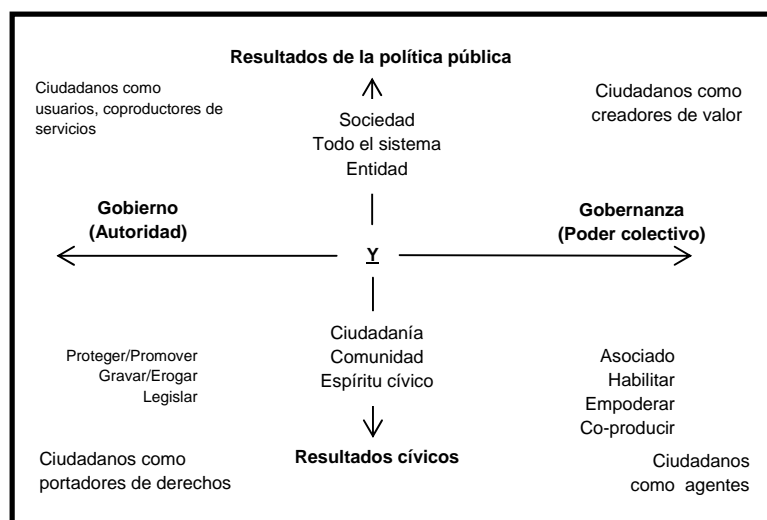 Resultados de la política pública
Ciudadanos como
usuarios, coproductores de
servicios
Ciudadanos como
creadores de valor
Sociedad
Todo el sistema
Entidad
Gobierno
(Autoridad)
Gobernanza
(Poder colectivo)
Y
Ciudadanía
Comunidad
Espíritu cívico
Proteger/Promover
Gravar/Erogar
Legislar
Asociado
Habilitar
Empoderar
Co-producir
Resultados cívicos
Ciudadanos como
portadores de derechos
Ciudadanos
como agentes